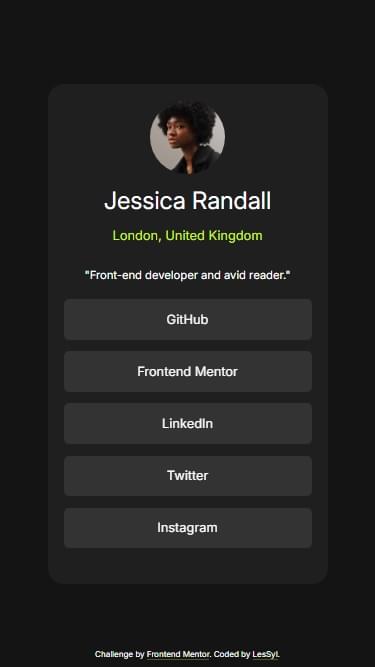 Jessica Randall
London, United Kingdom
"Front-end developer and avid reader."
GitHub
Frontend Mentor
LinkedIn
Twitter
Instagram
Challenge by Frontend Mentor. Coded by LesSyl.